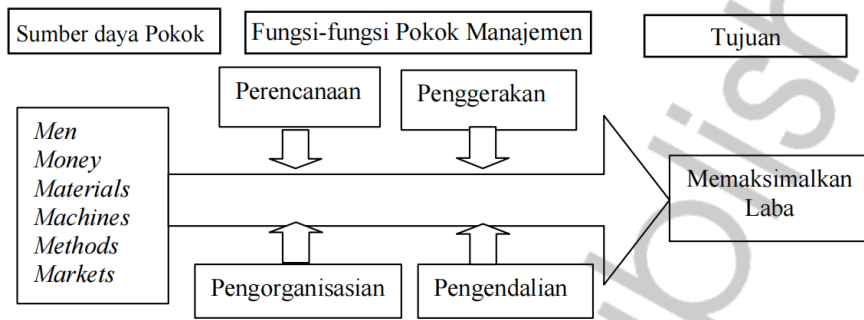 Sumber daya Pokok
Fungsi-fungsi Pokok Manajemen
Tujuan
Perencanaan
Penggerakan
Men
Money
Materials
Machines
Methods
Markets
Memaksimalkan
Laba
Pengorganisasian
Pengendalian